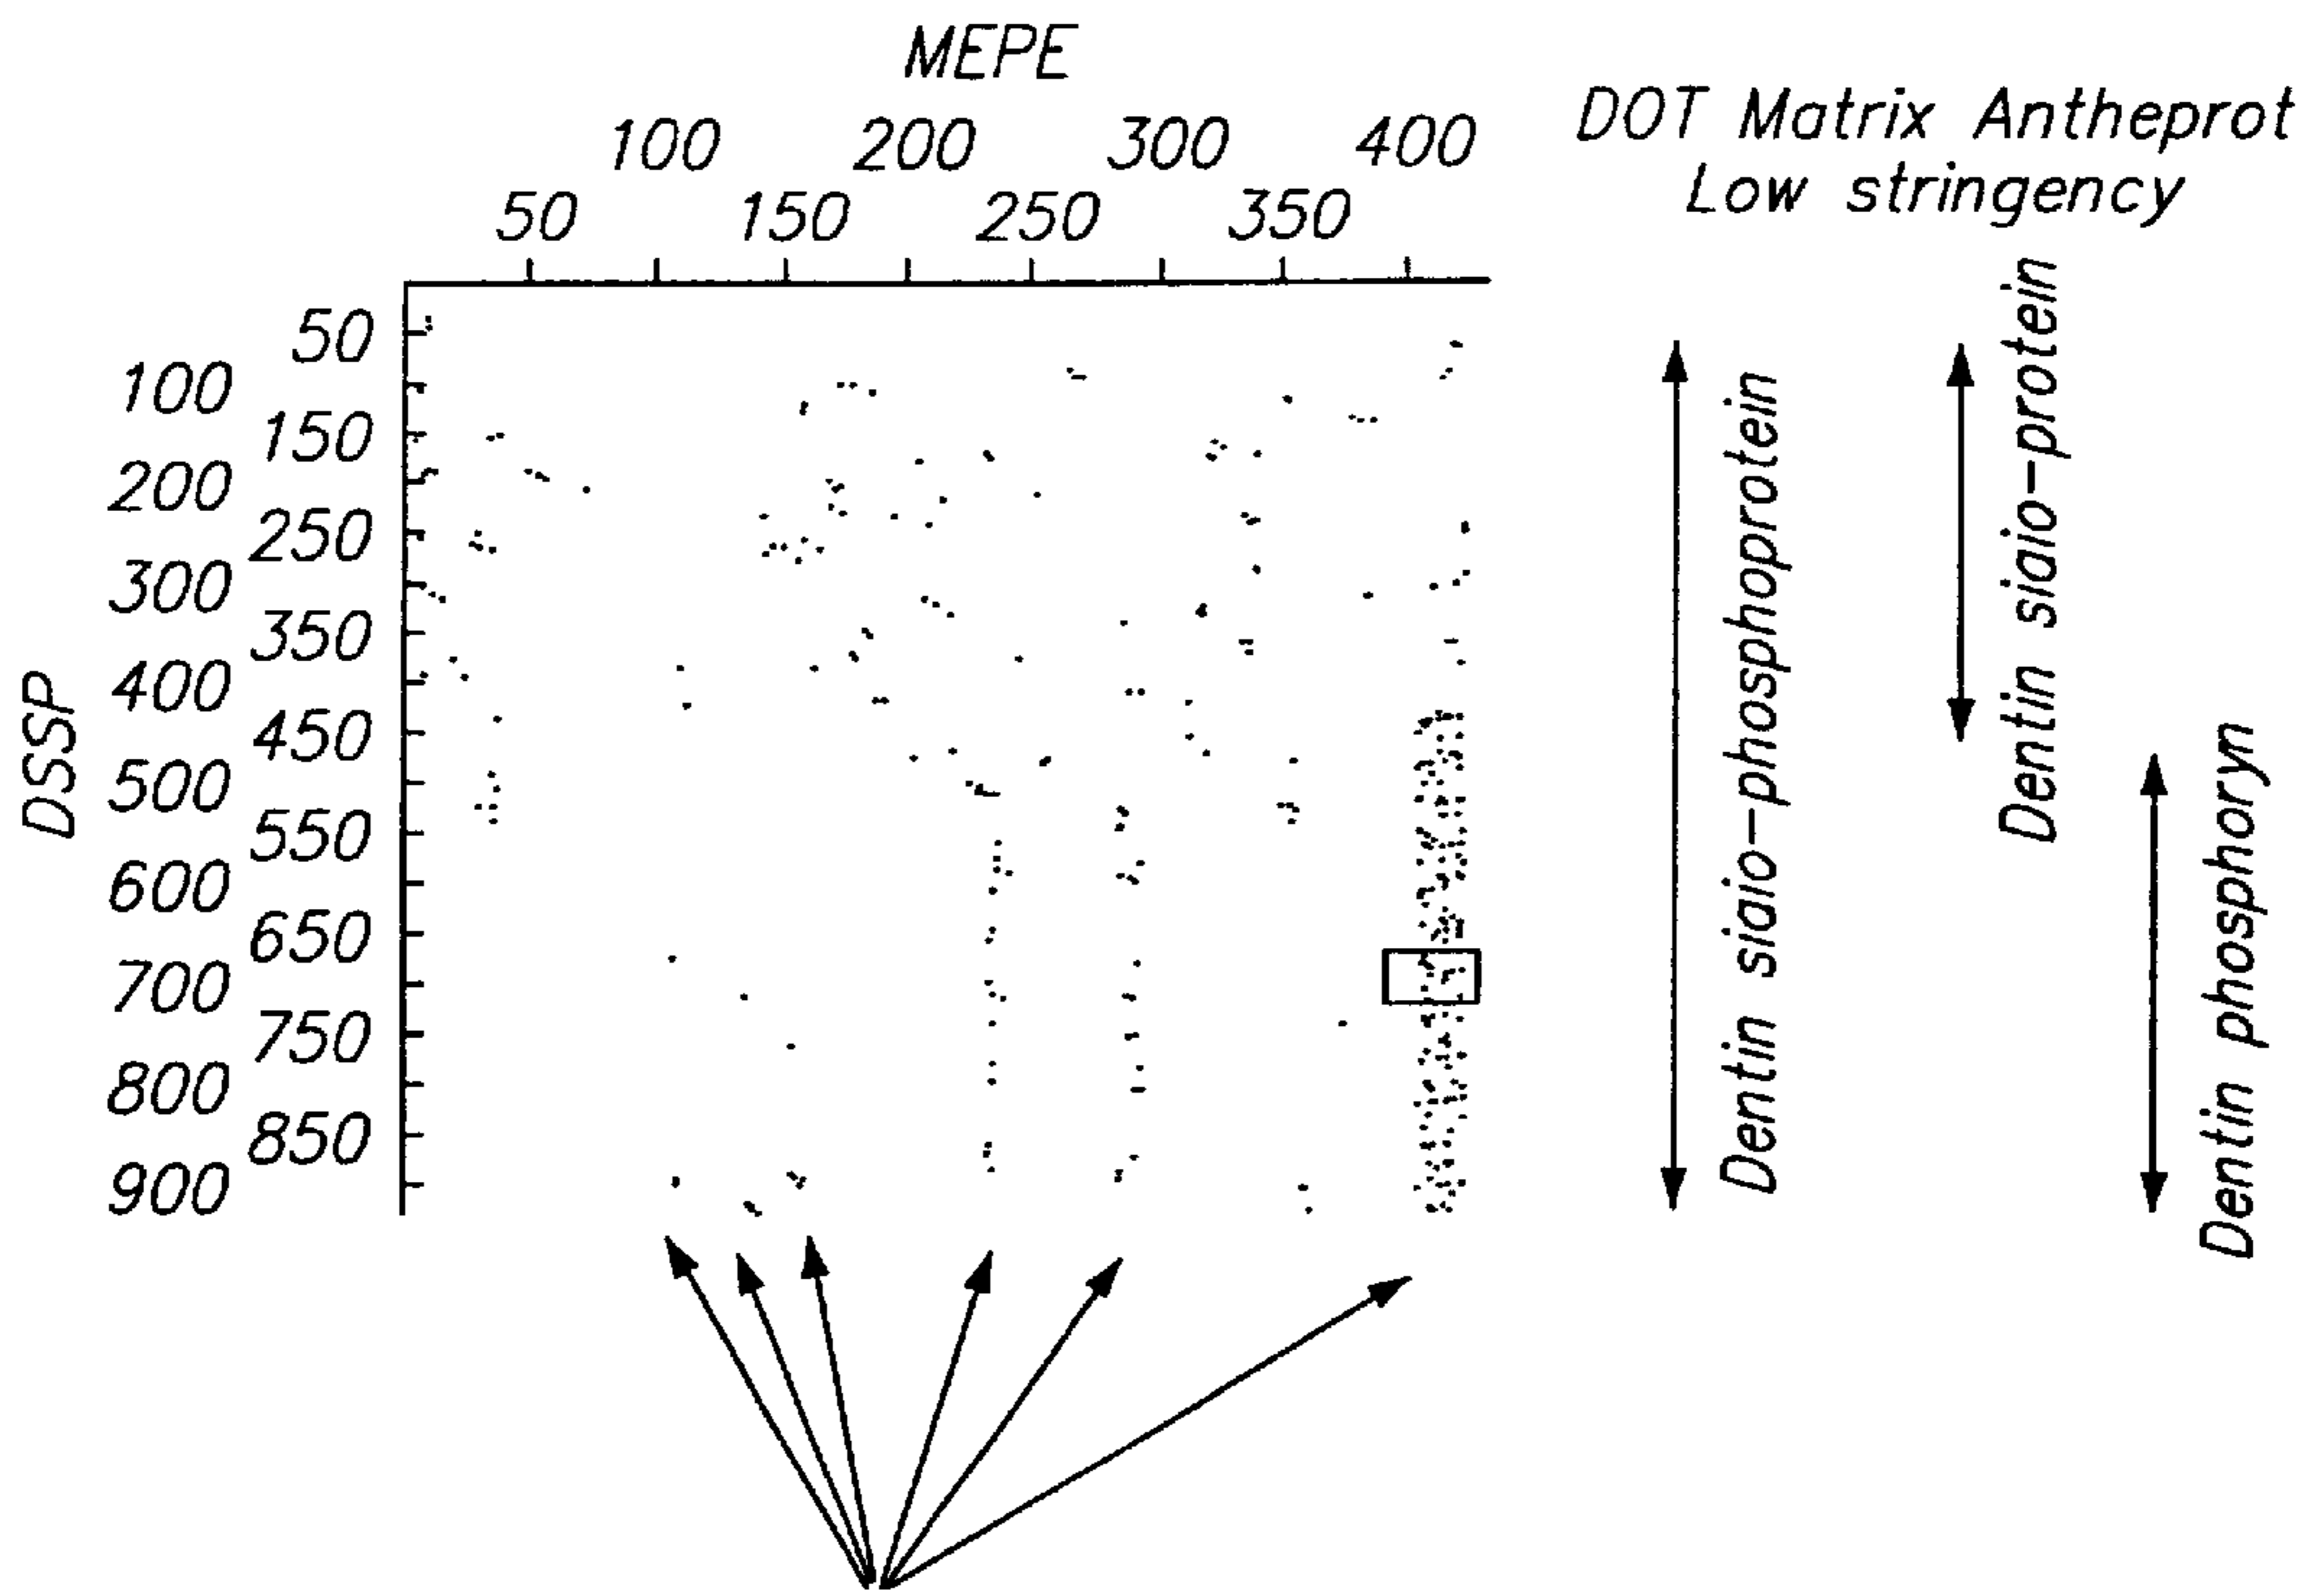 MEPE
100 200 300 400
50 150 250 350
DOT Matrix Antheprot
Low stringency
DSSP
50
100
150
200
250
300
350
400
450
500
550
600
650
700
750
800
850
900
Dentin siaio-phosphoprotein
Dentin siaio-protein
Dentin phosphoryn